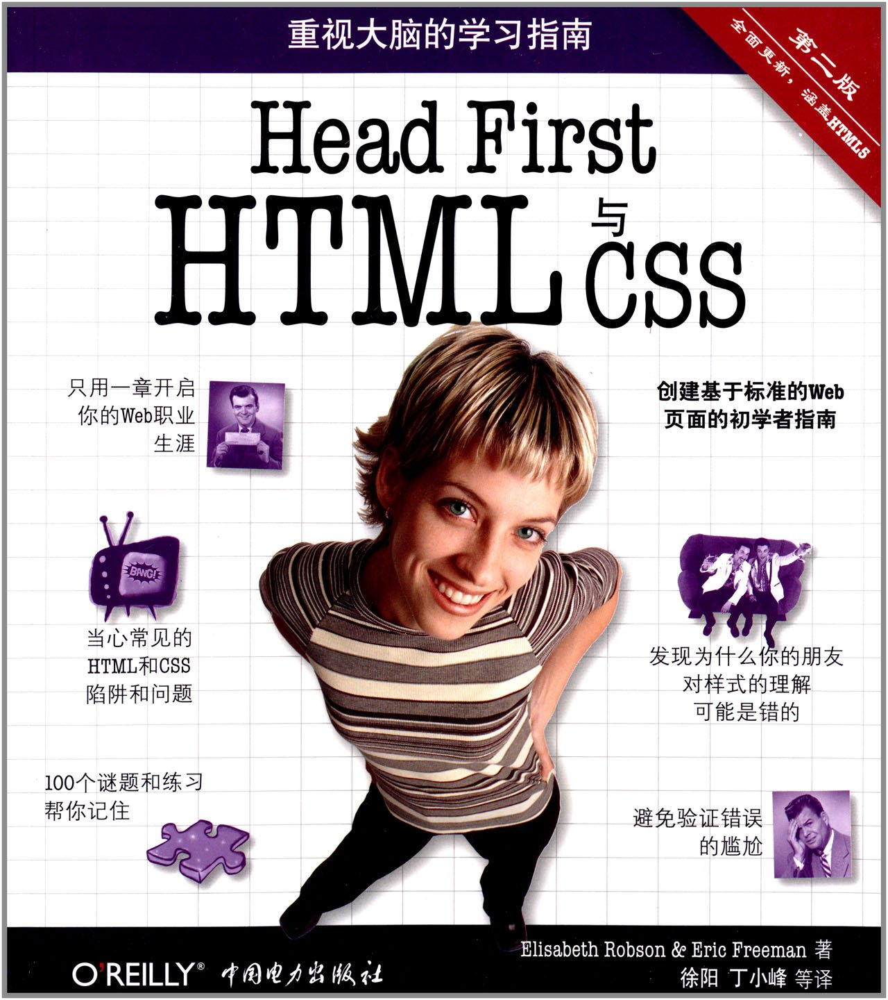 重视大脑的学习指南
第二版
全面更新，涵盖HTML5
Head First
HTML与CSS
只用一章开启
你的Web职业
生涯
创建基于标准的Web
页面的初学者指南
BANG!
当心常见的
HTML和CSS
陷阱和问题
发现为什么你的朋友
对样式的理解
可能是错的
100个谜题和练习
帮你记住
避免验证错误
的尴尬
Elisabeth Robson & Eric Freeman 著
O'REILLY® 中国电力出版社
徐阳 丁小峰 等译